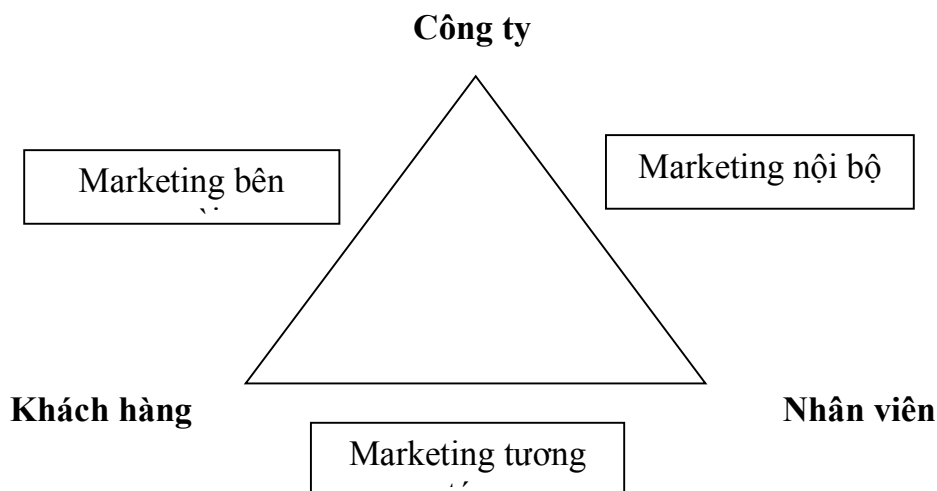 Công ty
Marketing bên
Marketing nội bộ
Khách hàng
Nhân viên
Marketing tương